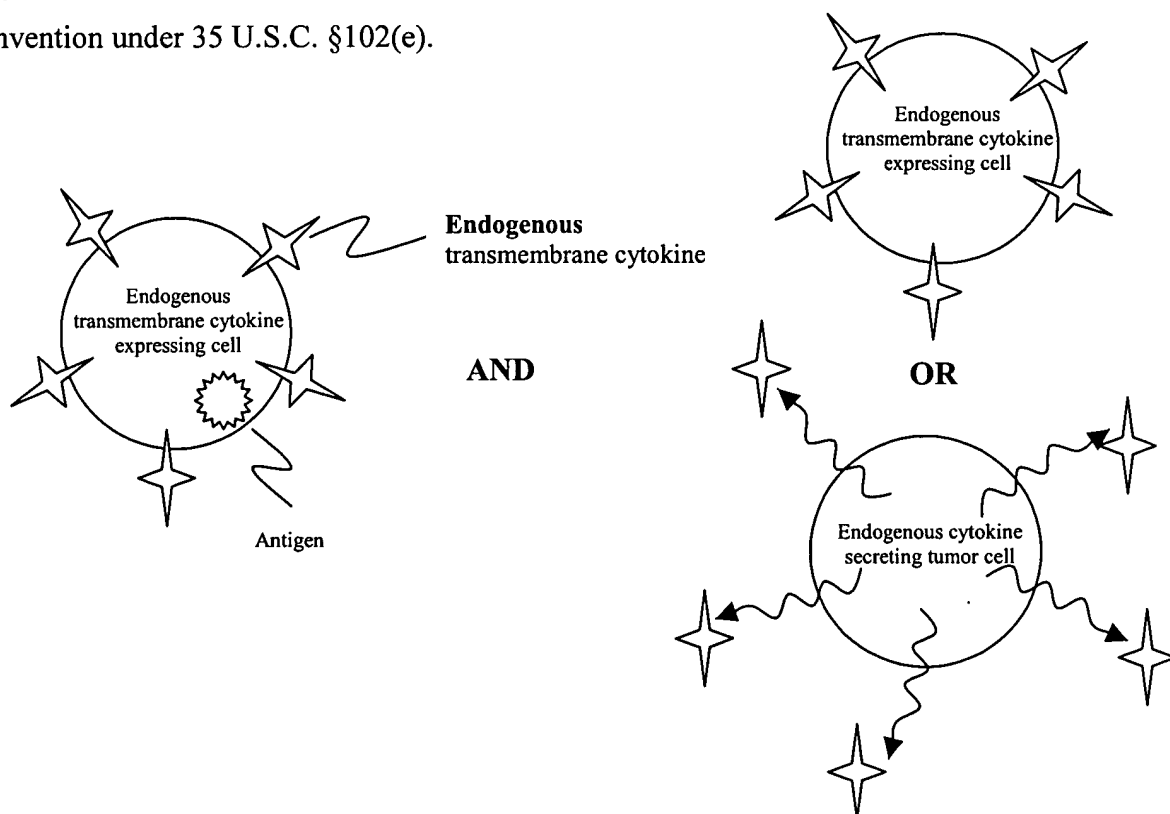 nvention under 35 U.S.C. §102(e).
Endogenous
transmembrane cytokine
expressing cell
Endogenous
transmembrane cytokine
Endogenous
transmembrane cytokine
expressing cell
AND
OR
Antigen
Endogenous cytokine
secreting tumor cell